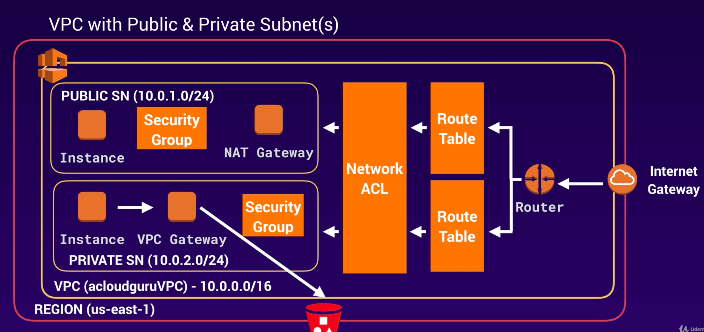 VPC with Public & Private Subnet(s)
PUBLIC SN (10.0.1.0/24)
Instance
Security
Group
NAT Gateway
Network
ACL
Route
Table
Router
Internet
Gateway
Instance
VPC Gateway
Security
Group
Route
Table
PRIVATE SN (10.0.2.0/24)
VPC (acloudguruVPC) - 10.0.0.0/16
REGION (us-east-1)